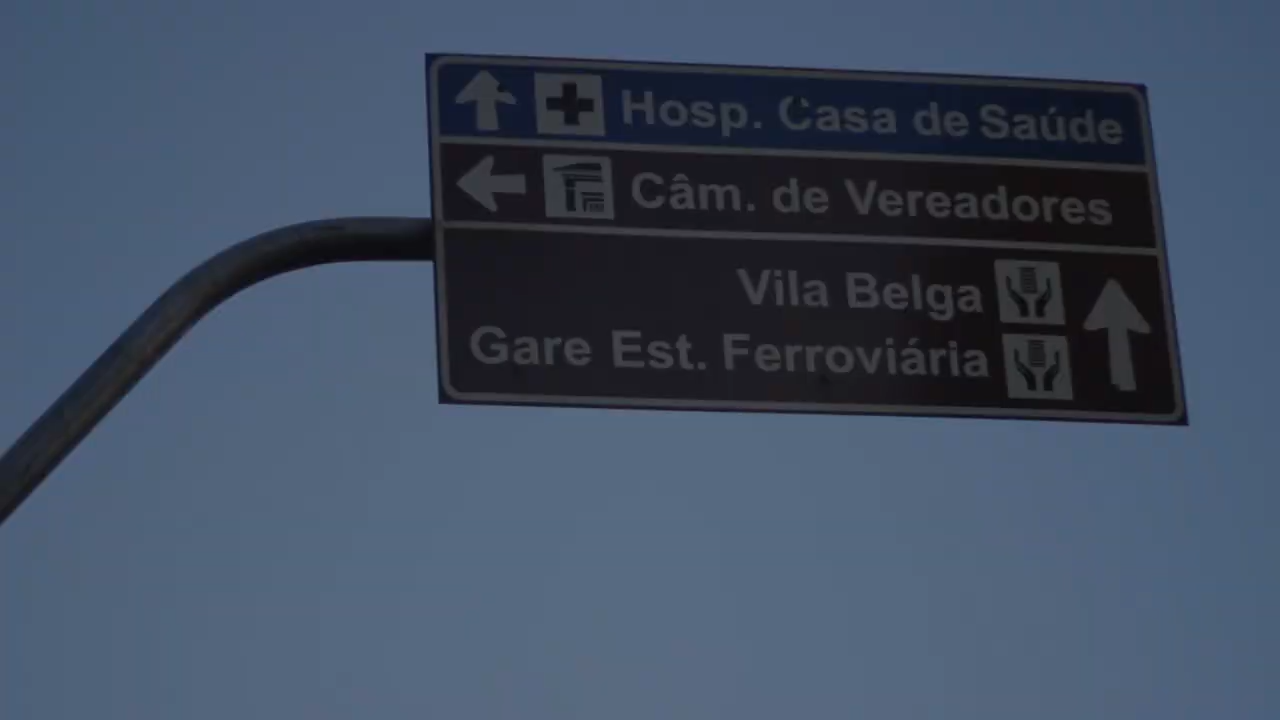 Hosp. Casa de Saúde
Câm. de Vereadores
Vila Belga
Gare Est. Ferroviária